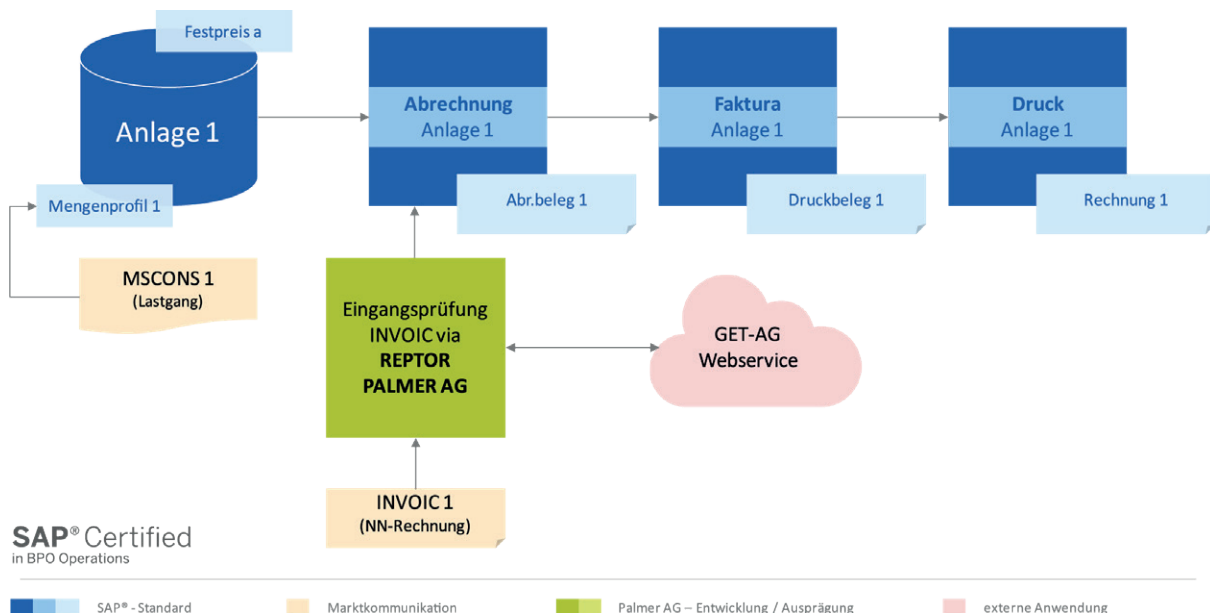 Festpreis a
Anlage 1
Mengenprofil 1
MSCONS 1
(Lastgang)
Abrechnung
Anlage 1
Abr.beleg 1
Faktura
Anlage 1
Druckbeleg 1
Druck
Anlage 1
Rechnung 1
Eingangsprüfung
INVOIC via
REPTOR
PALMER AG
GET-AG
Webservice
INVOIC 1
(NN-Rechnung)
SAP® Certified
in BPO Operations
SAP® - Standard
Marktkommunikation
Palmer AG – Entwicklung / Ausprägung
externe Anwendung